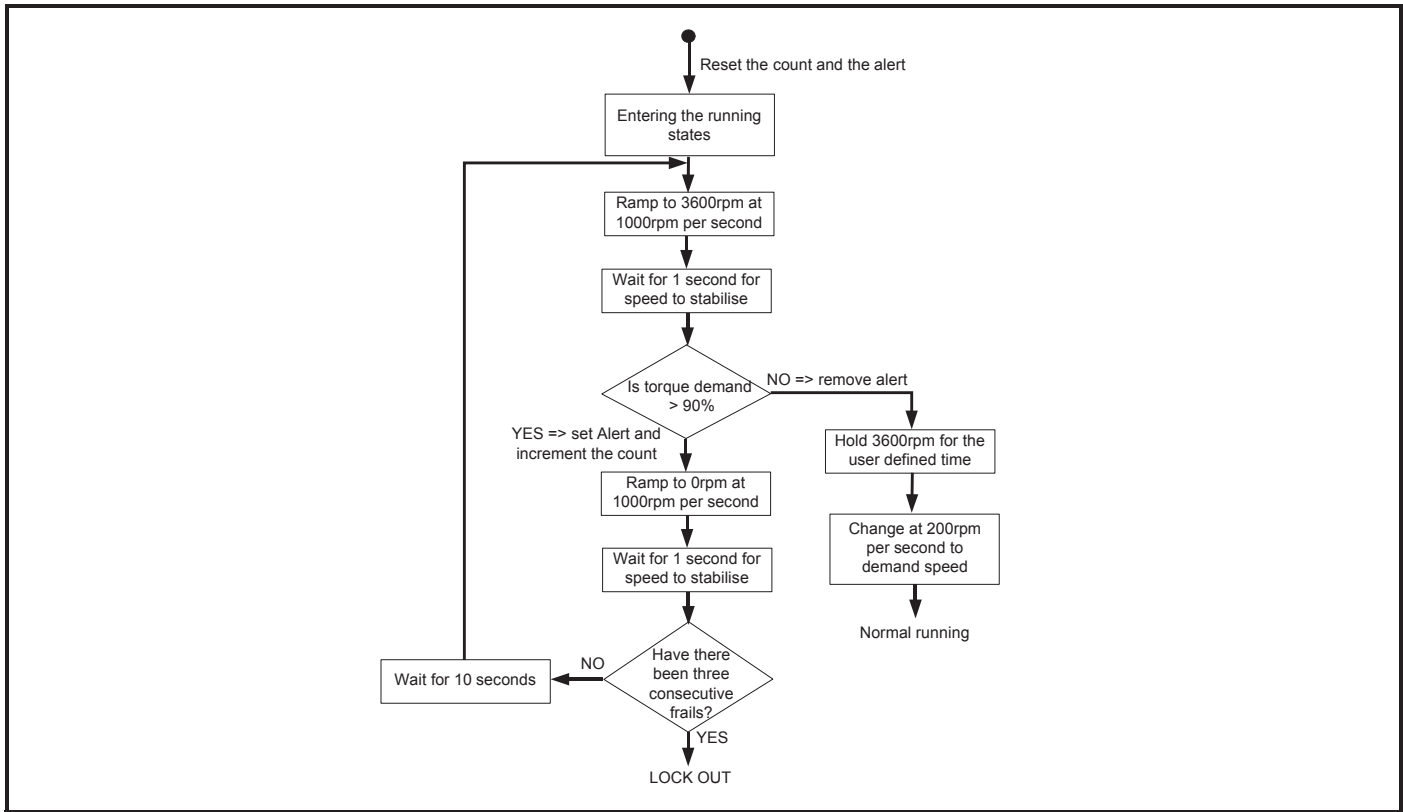 Reset the count and the alert
Entering the running
states
Ramp to 3600rpm at
1000rpm per second
Wait for 1 second for
speed to stabilise
Is torque demand
> 90%
NO => remove alert
YES => set Alert and
increment the count
Hold 3600rpm for the
user defined time
Ramp to 0rpm at
1000rpm per second
Change at 200rpm
per second to
demand speed
Wait for 1 second for
speed to stabilise
Normal running
Have there
been three
consecutive
frails?
NO
Wait for 10 seconds
YES
LOCK OUT